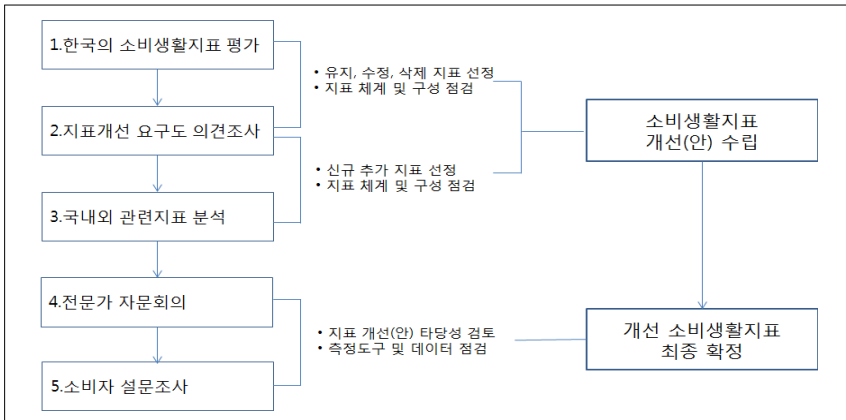 1.한국의 소비생활지표 평가
• 유지, 수정, 삭제 지표 선정
• 지표 체계 및 구성 점검
2.지표개선 요구도 의견조사
소비생활지표
개선(안) 수립
• 신규 추가 지표 선정
• 지표 체계 및 구성 점검
3.국내외 관련지표 분석
4.전문가 자문회의
• 지표 개선(안) 타당성 검토
• 측정도구 및 데이터 점검
개선 소비생활지표
최종 확정
5.소비자 설문조사